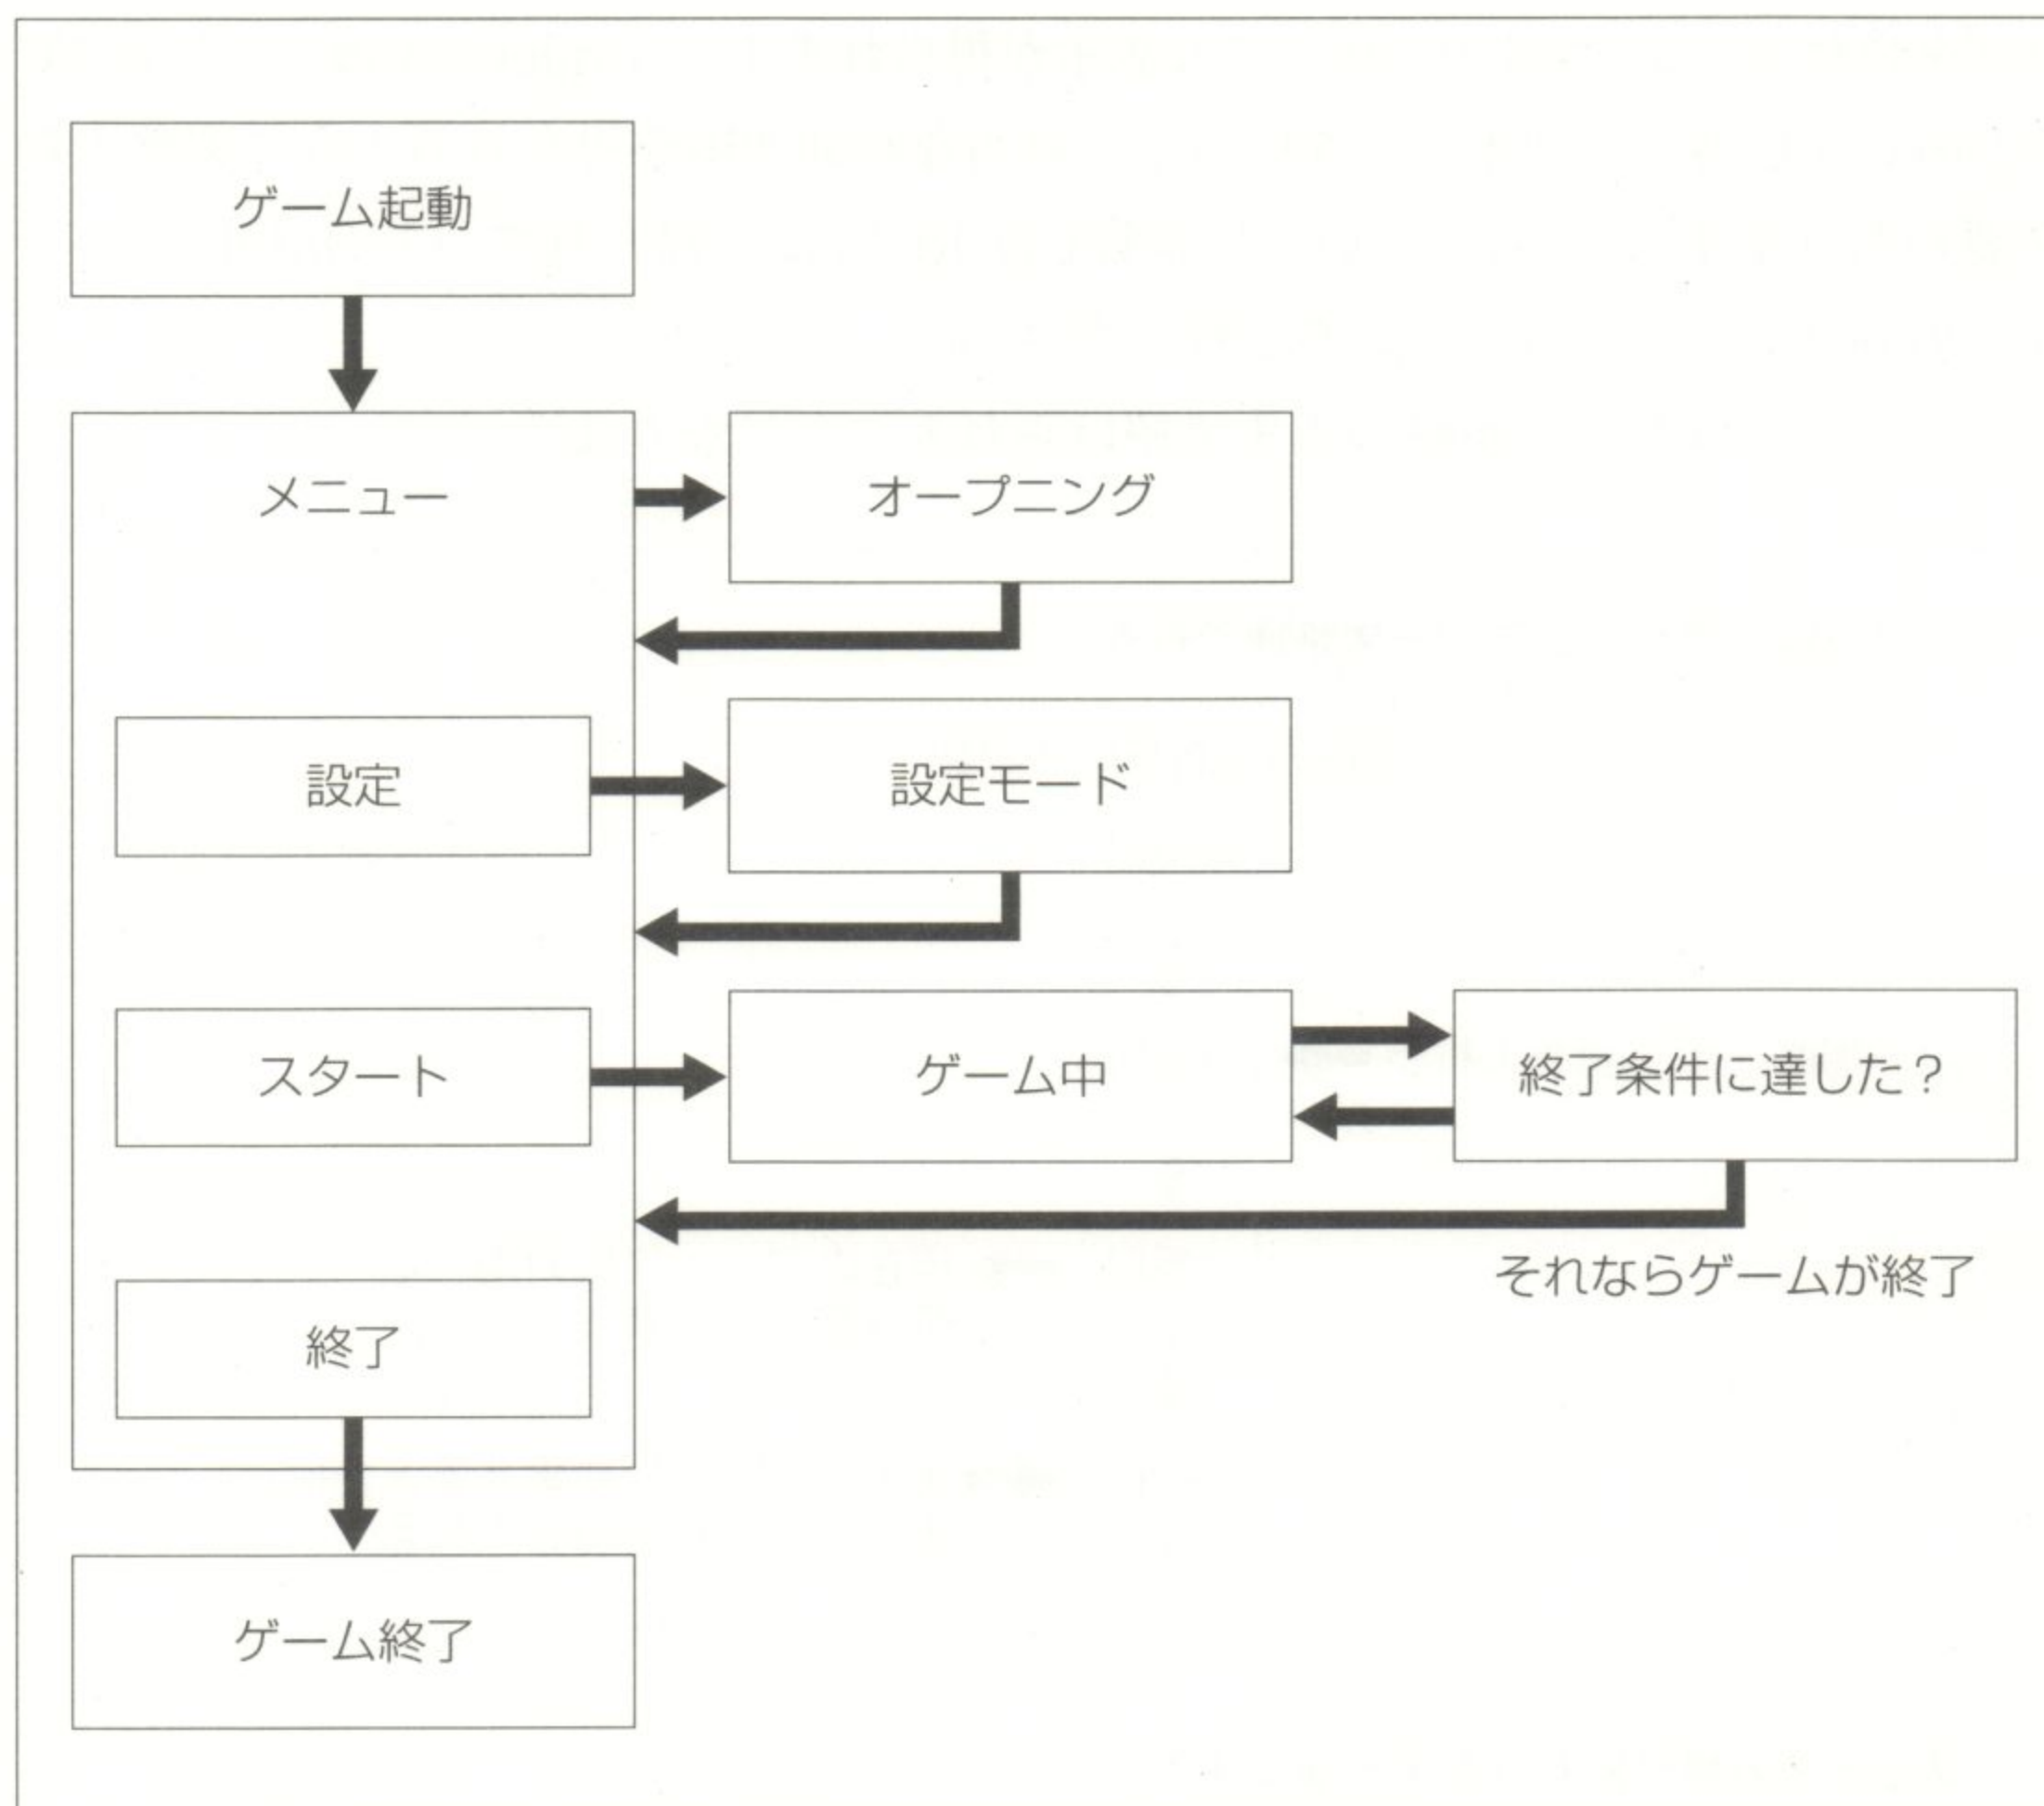 ゲーム起動
メニュー
オープニング
設定
設定モード
スタート
ゲーム中
終了条件に達した？
それならゲームが終了
終了
ゲーム終了